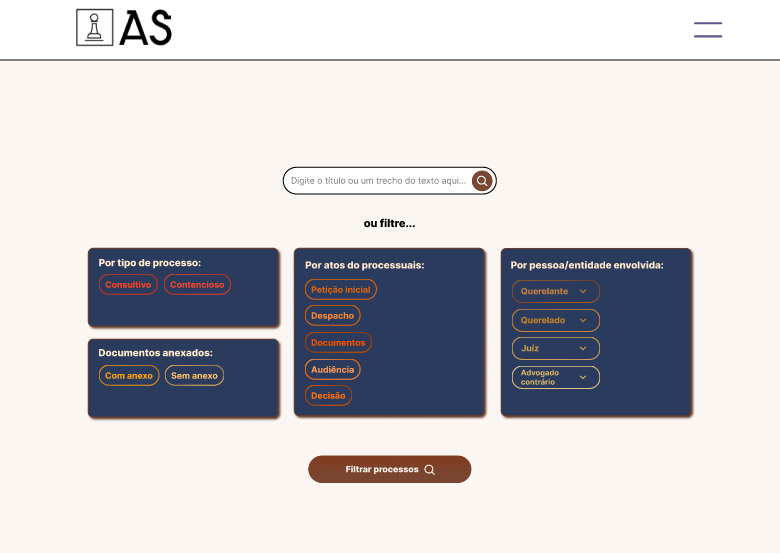 AS
Digite o título ou um trecho do texto aqui...
ou filtre...
Por tipo de processo:
Consultivo
Contencioso
Documentos anexados:
Com anexo
Sem anexo
Por atos do processuais:
Petição inicial
Despacho
Documentos
Audiência
Decisão
Por pessoa/entidade envolvida:
Querelante
Querelado
Juíz
Advogado
contrário
Filtrar processos